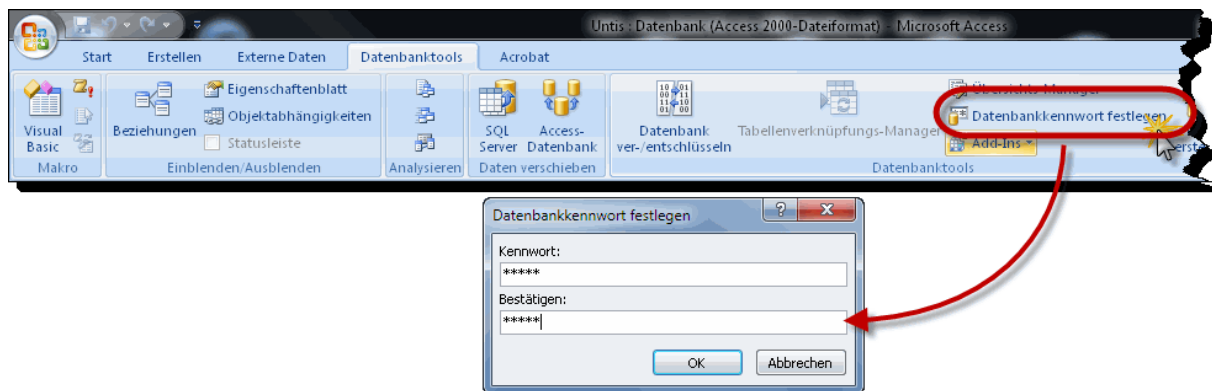 Untis : Datenbank (Access 2000-Dateiformat) - Microsoft Access
Start Erstellen Externe Daten Datenbanktools Acrobat
Visual Basic
Makro
Beziehungen
Eigenschaftenblatt
Objektabhängigkeiten
Statusleiste
Einblenden/Ausblenden
Analysieren
SQL Server
Access-Datenbank
Daten verschieben
Datenbank ver-/entschlüsseln
Tabellenverknüpfungs-Manager
Übersichts-Manager
Datenbankkennwort festlegen
Add-Ins
Datenbanktools
Datenbankkennwort festlegen
Kennwort:
*****
Bestätigen:
*****
OK Abbrechen